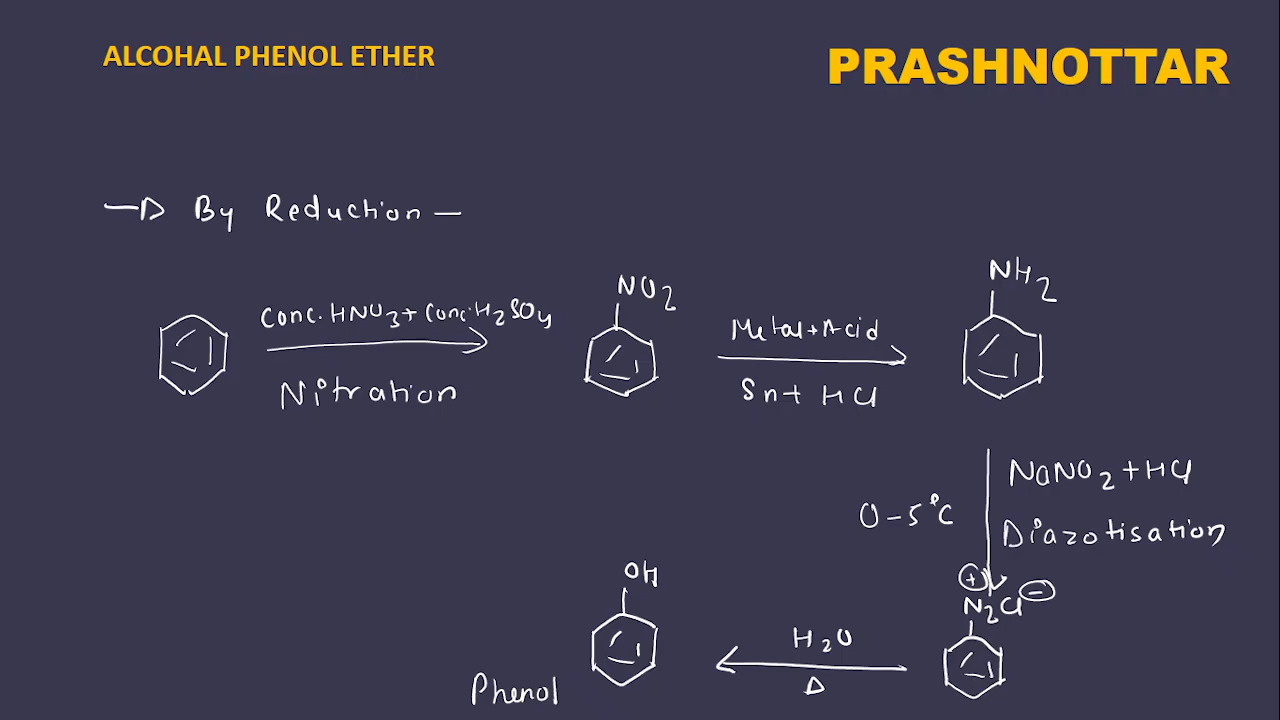 ALCOHAL PHENOL ETHER
PRASHNOTTAR
By Reduction -
NO2
NH2
Conc. HNO3 + Conc. H2SO4
Metal + Acid
Nitration
Sn + HCl
NaNO2 + HCl
0-5°C
Diazotisation
OH
+
N2Cl -
H2O
Δ
Phenol